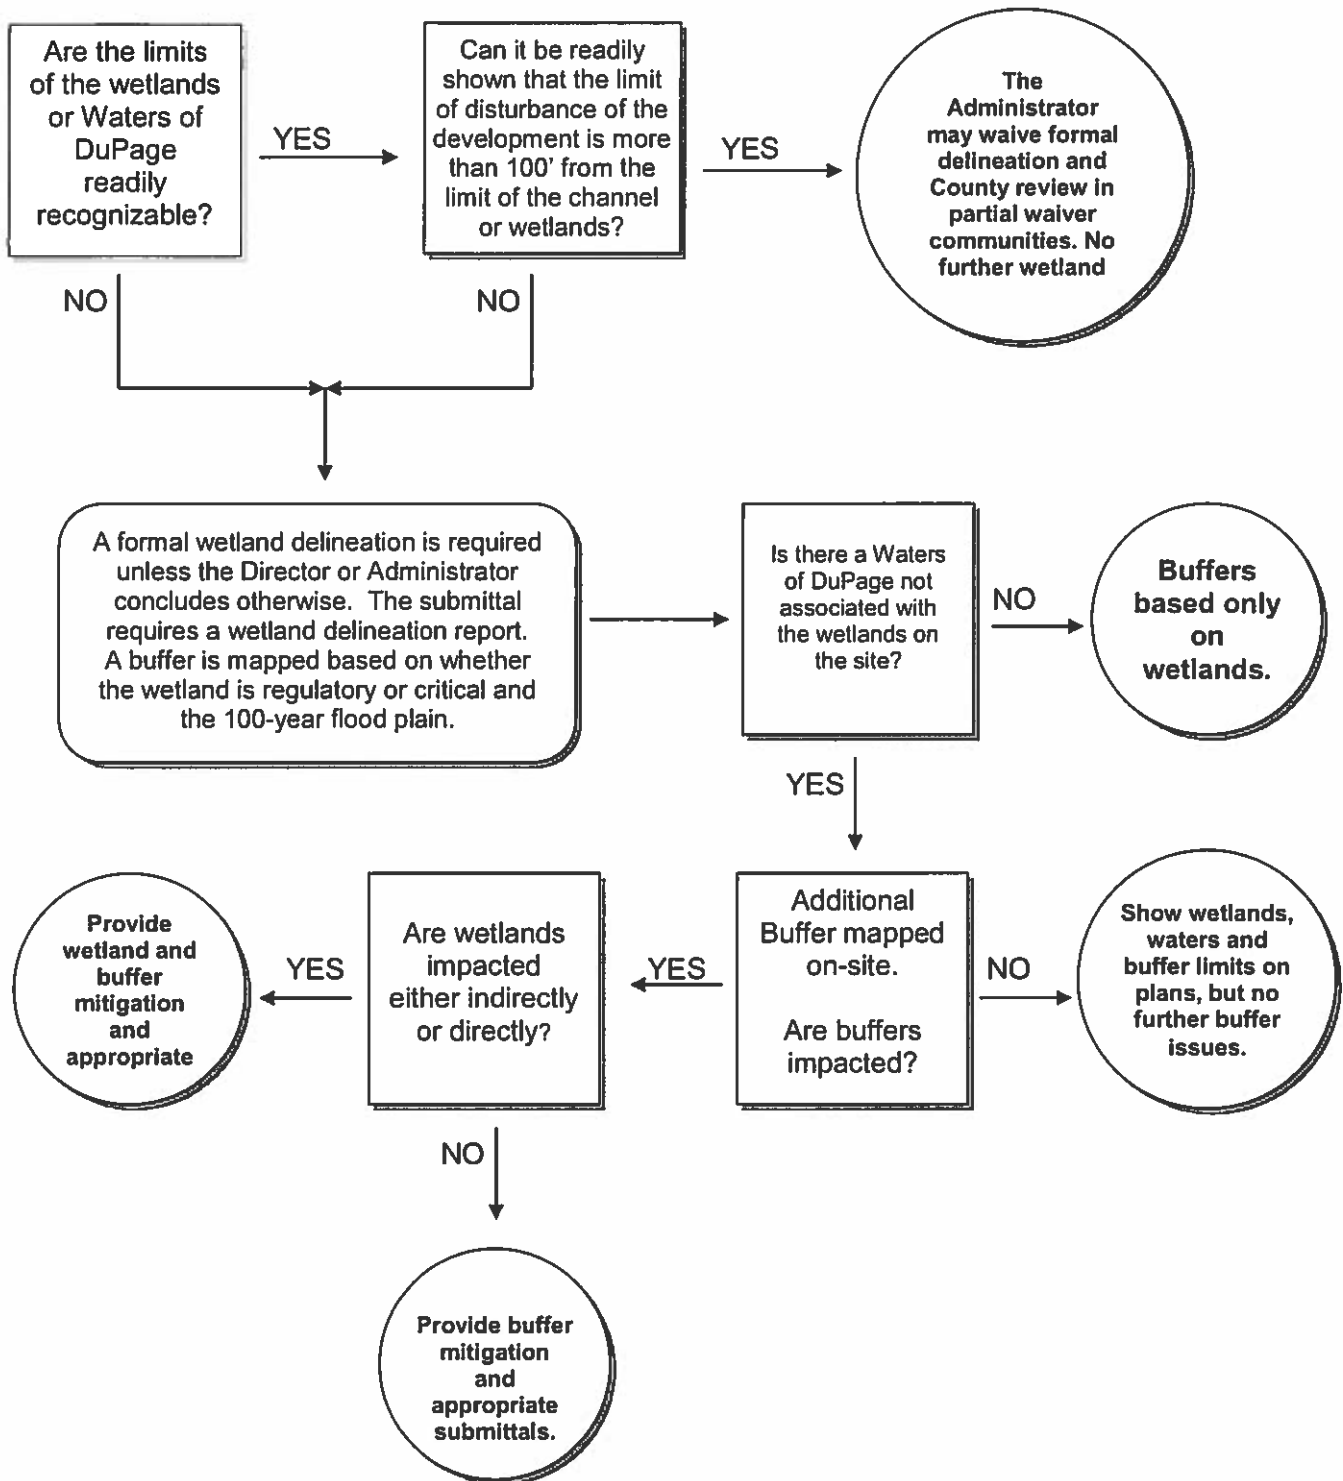 Are the limits
of the wetlands
or Waters of
DuPage
readily
recognizable?
YES
Can it be readily
shown that the limit
of disturbance of the
development is more
than 100' from the
limit of the channel
or wetlands?
YES
The
Administrator
may waive formal
delineation and
County review in
partial waiver
communities. No
further wetland
NO
NO
A formal wetland delineation is required
unless the Director or Administrator
concludes otherwise. The submittal
requires a wetland delineation report.
A buffer is mapped based on whether
the wetland is regulatory or critical and
the 100-year flood plain.
Is there a Waters
of DuPage not
associated with
the wetlands on
the site?
NO
Buffers
based only
on
wetlands.
YES
Provide
wetland and
buffer
mitigation
and
appropriate
YES
Are wetlands
impacted
either indirectly
or directly?
YES
Additional
Buffer mapped
on-site.
Are buffers
impacted?
NO
Show wetlands,
waters and
buffer limits on
plans, but no
further buffer
issues.
NO
Provide buffer
mitigation
and
appropriate
submittals.